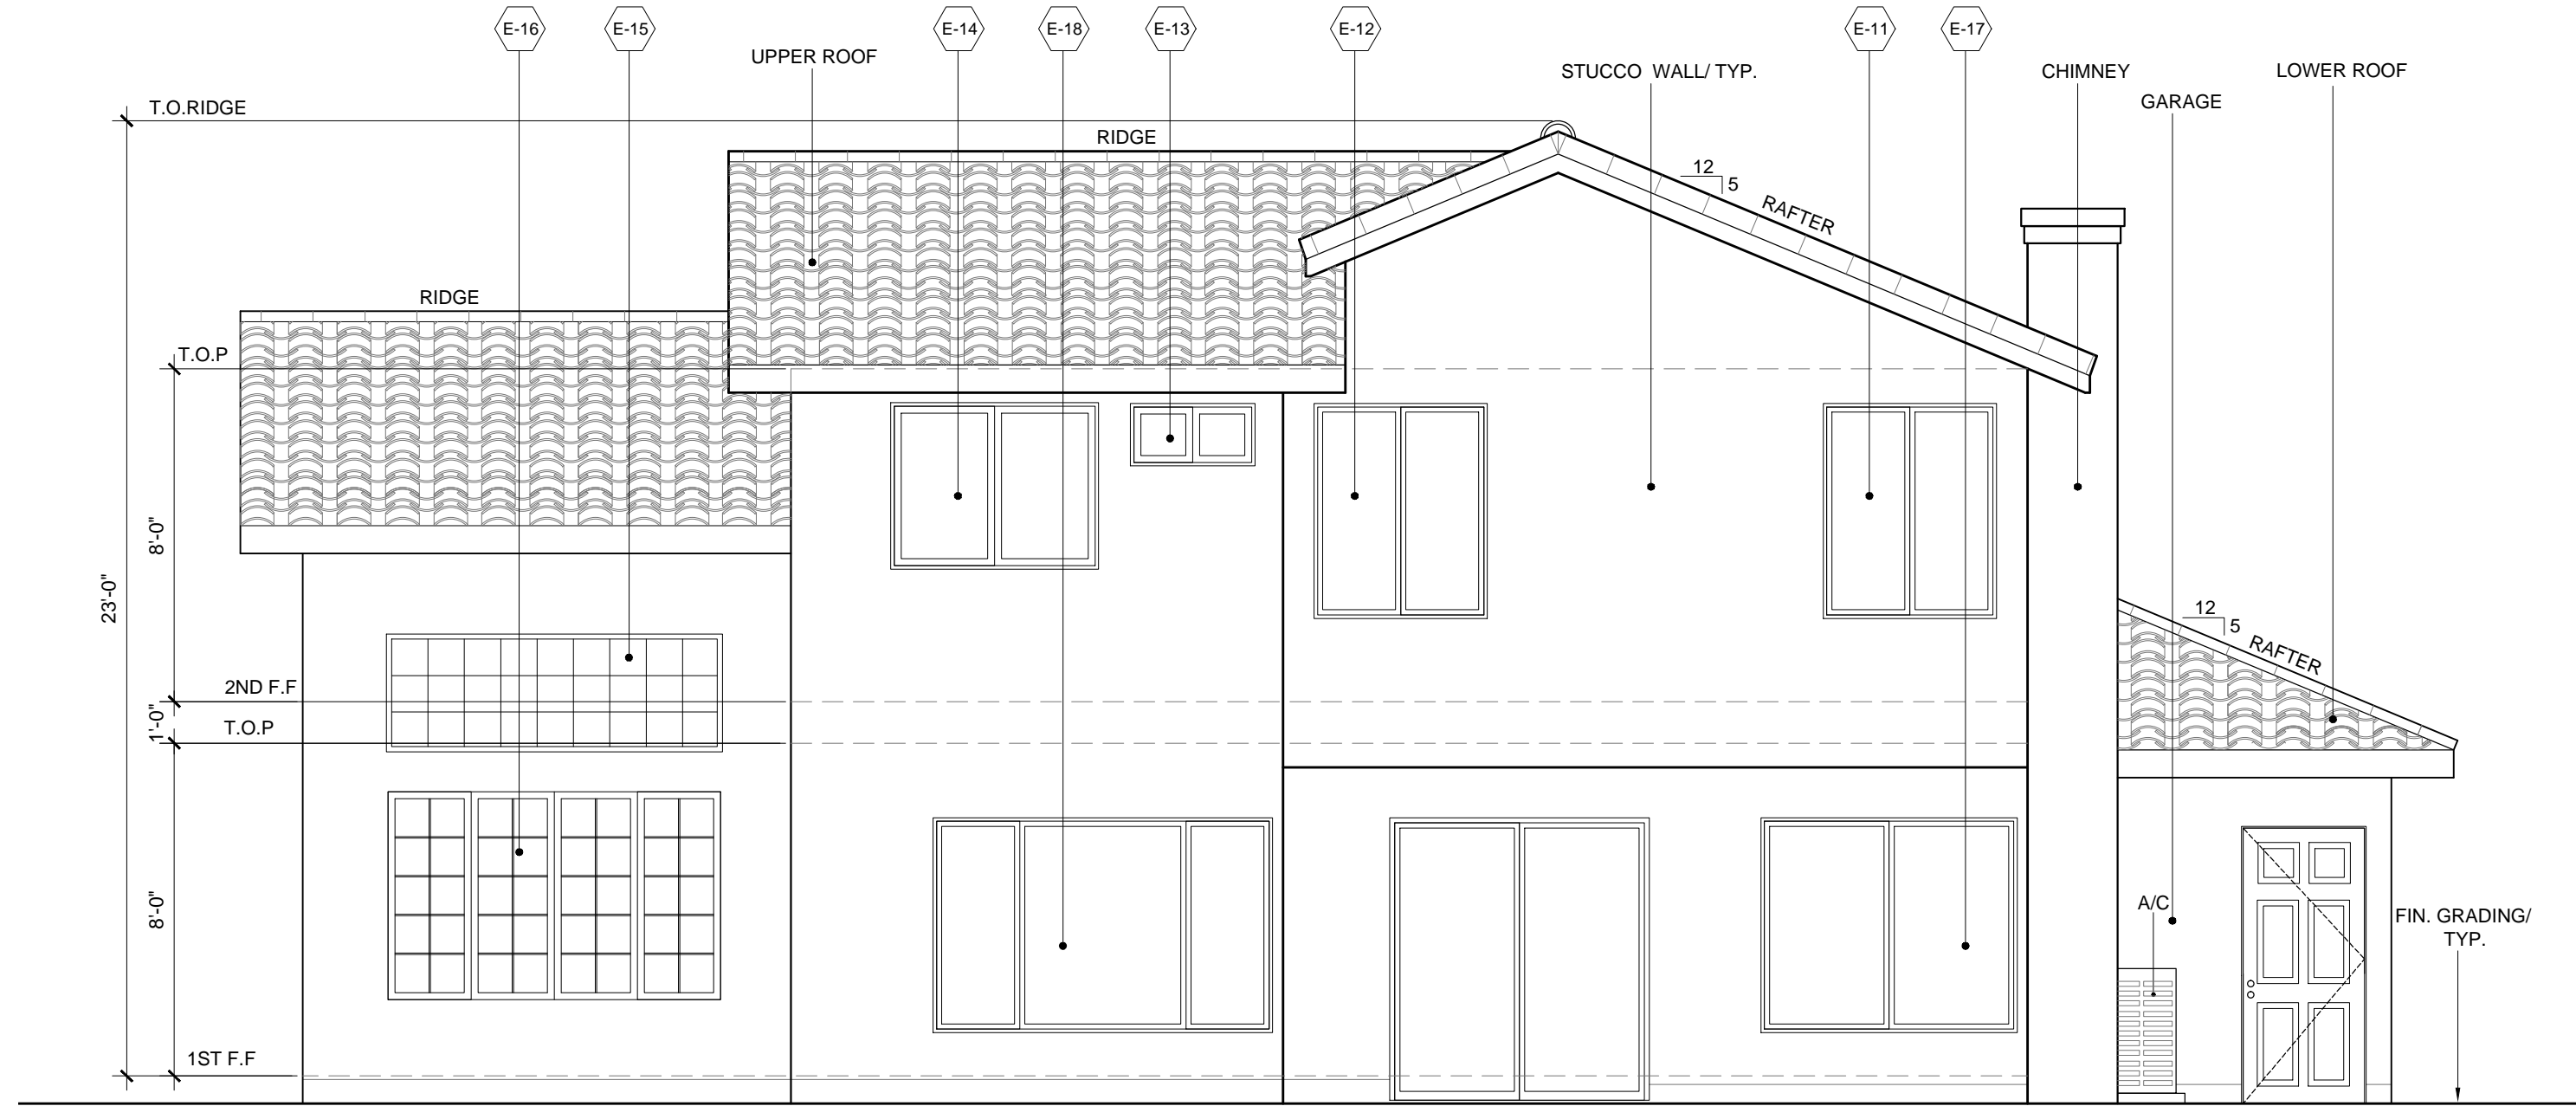 E-16
E-15
E-14
E-18
E-13
E-12
E-11
E-17
UPPER ROOF
STUCCO WALL/ TYP.
CHIMNEY
LOWER ROOF
GARAGE
T.O.RIDGE
RIDGE
12
5
RAFTER
RIDGE
T.O.P
8'-0"
23'-0"
12
5
RAFTER
2ND F.F
1'-0"
T.O.P
8'-0"
A/C
FIN. GRADING/
TYP.
1ST F.F